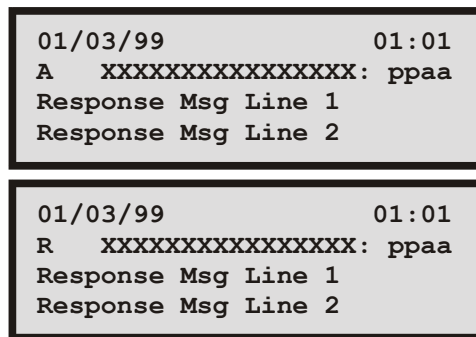 01/03/99 01:01
A XXXXXXXXXXXXXXXX: ppaa
Response Msg Line 1
Response Msg Line 2
01/03/99 01:01
R XXXXXXXXXXXXXXXX: ppaa
Response Msg Line 1
Response Msg Line 2